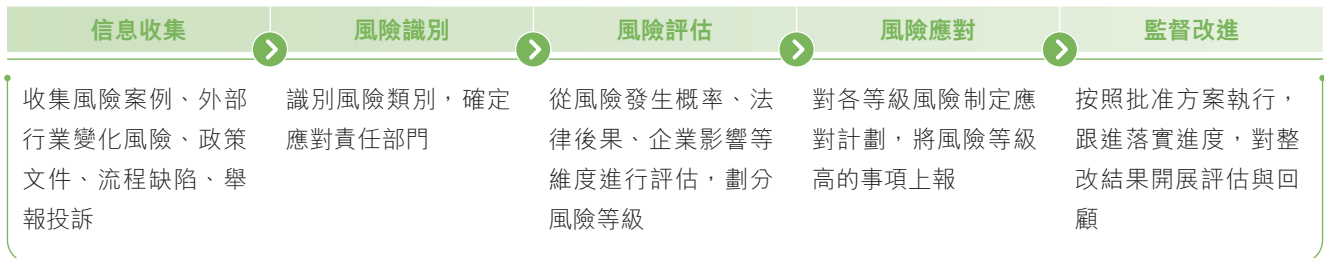 信息收集
風險識別
風險評估
風險應對
監督改進
收集風險案例、外部
行業變化風險、政策
文件、流程缺陷、舉
報投訴
識別風險類別，確定
應對責任部門
從風險發生概率、法
律後果、企業影響等
維度進行評估，劃分
風險等級
對各等級風險制定應
對計劃，將風險等級
高的事項上報
按照批准方案執行，
跟進落實進度，對整
改結果開展評估與回
顧